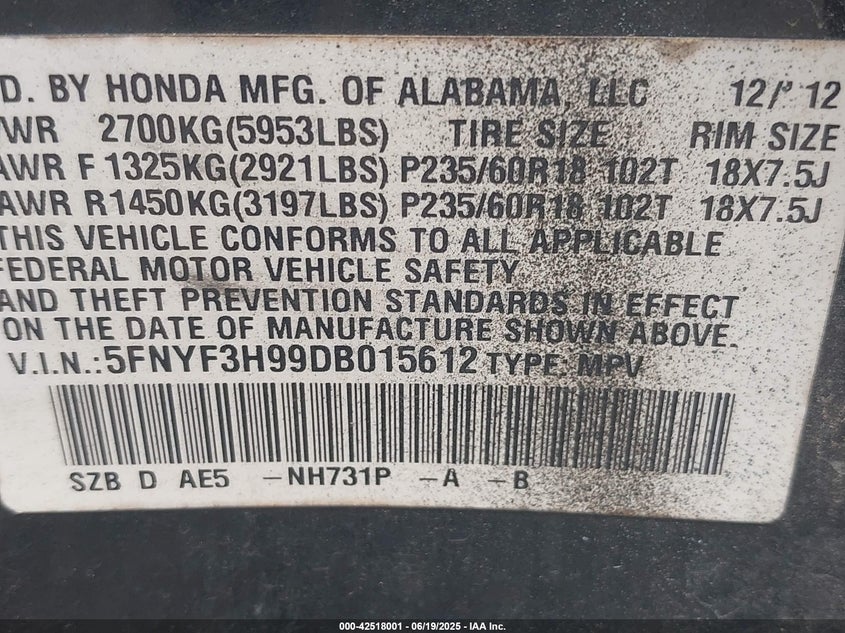 D. BY HONDA MFG. OF ALABAMA, LLC 12/12
WR 2700KG(5953LBS) TIRE SIZE RIM SIZE
AWR F 1325KG(2921LBS) P235/60R18 102T 18X7.5J
AWR R 1450KG(3197LBS) P235/60R18 102T 18X7.5J
THIS VEHICLE CONFORMS TO ALL APPLICABLE
FEDERAL MOTOR VEHICLE SAFETY
AND THEFT PREVENTION STANDARDS IN EFFECT
ON THE DATE OF MANUFACTURE SHOWN ABOVE.
V.I.N.: 5FNYF3H99DB015612 TYPE: MPV
SZB D AE5 -NH731P -A -B
000-42518001 - 06/19/2025 - IAA Inc.